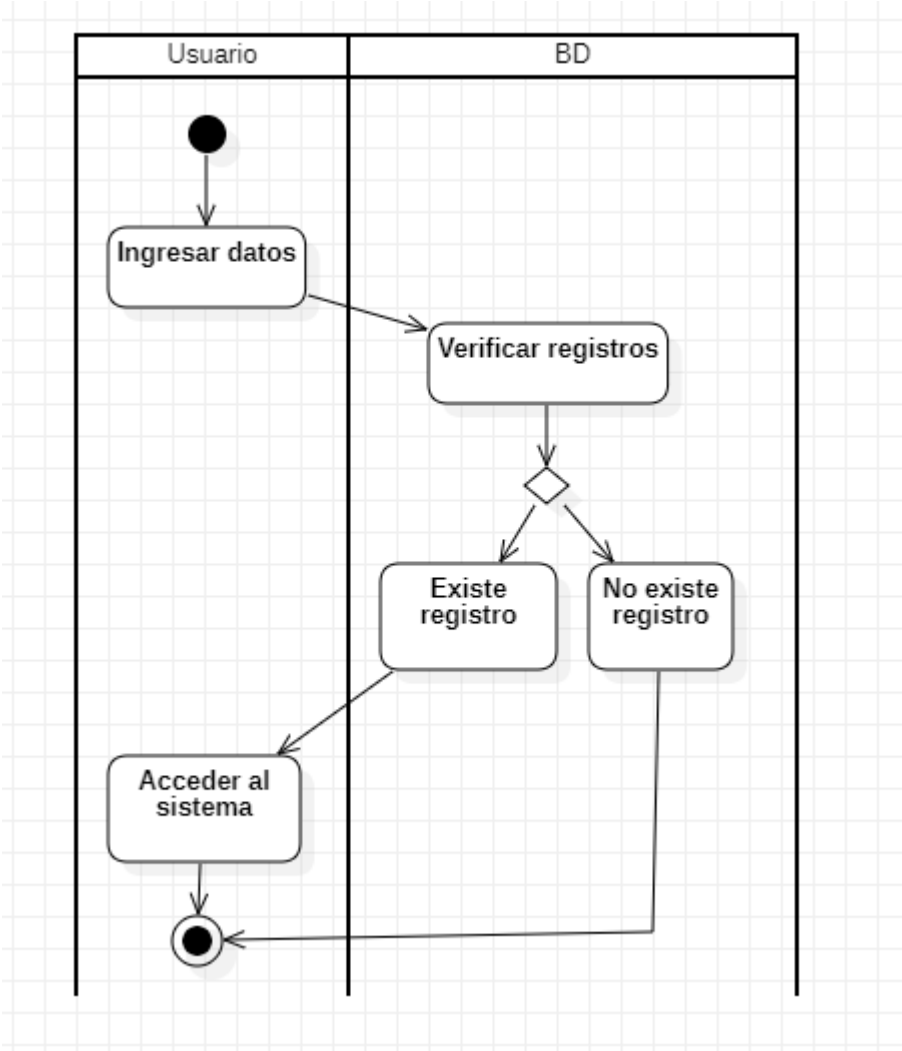 Usuario
BD
Ingresar datos
Verificar registros
Existe
registro
No existe
registro
Acceder al
sistema